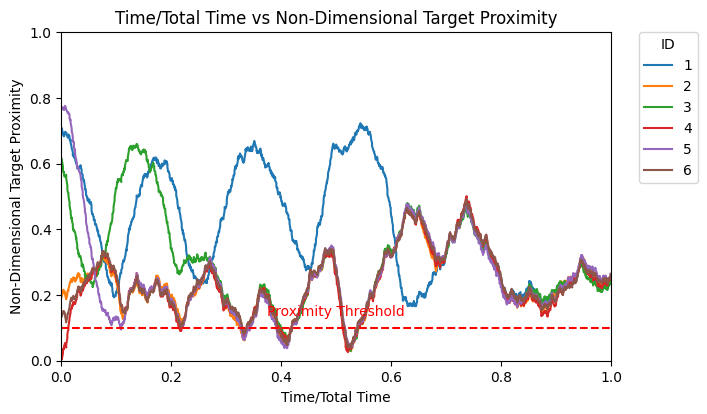 Time/Total Time vs Non-Dimensional Target Proximity
Non-Dimensional Target Proximity
1.0
0.8
0.6
0.4
0.2
0.0
Proximity Threshold
0.0 0.2 0.4 0.6 0.8 1.0
Time/Total Time
ID
1
2
3
4
5
6